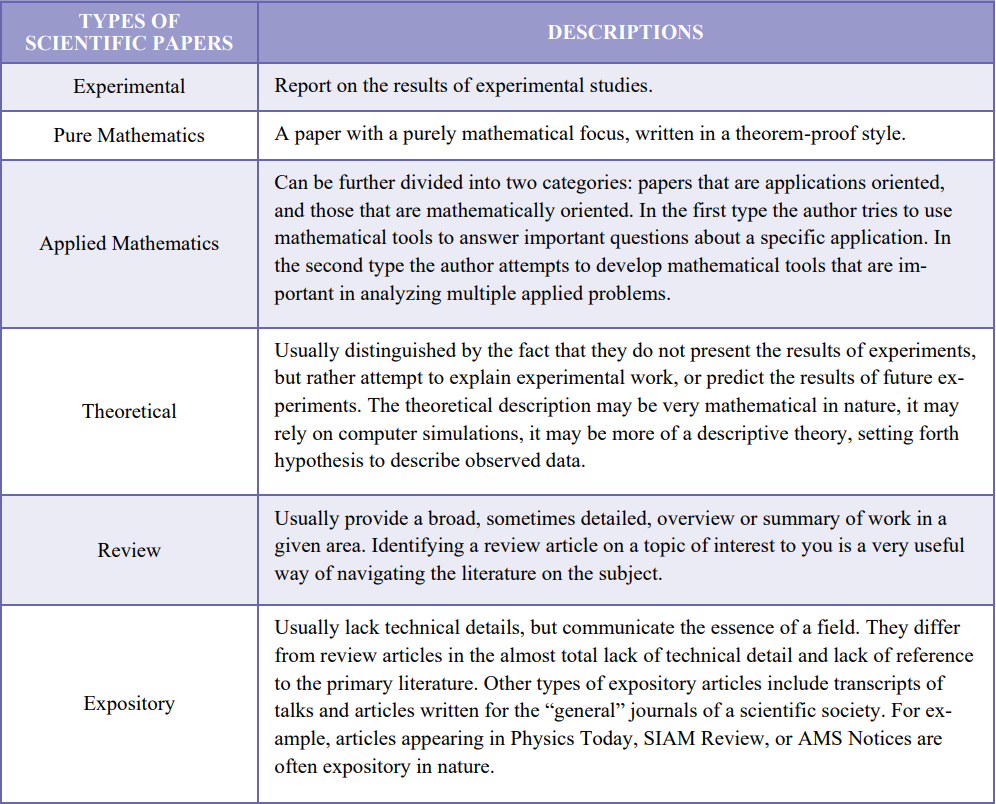 TYPES OF
SCIENTIFIC PAPERS
DESCRIPTIONS
Experimental
Report on the results of experimental studies.
Pure Mathematics
A paper with a purely mathematical focus, written in a theorem-proof style.
Applied Mathematics
Can be further divided into two categories: papers that are applications oriented,
and those that are mathematically oriented. In the first type the author tries to use
mathematical tools to answer important questions about a specific application. In
the second type the author attempts to develop mathematical tools that are im-
portant in analyzing multiple applied problems.
Theoretical
Usually distinguished by the fact that they do not present the results of experiments,
but rather attempt to explain experimental work, or predict the results of future ex-
periments. The theoretical description may be very mathematical in nature, it may
rely on computer simulations, it may be more of a descriptive theory, setting forth
hypothesis to describe observed data.
Review
Usually provide a broad, sometimes detailed, overview or summary of work in a
given area. Identifying a review article on a topic of interest to you is a very useful
way of navigating the literature on the subject.
Expository
Usually lack technical details, but communicate the essence of a field. They differ
from review articles in the almost total lack of technical detail and lack of reference
to the primary literature. Other types of expository articles include transcripts of
talks and articles written for the “general” journals of a scientific society. For ex-
ample, articles appearing in Physics Today, SIAM Review, or AMS Notices are
often expository in nature.